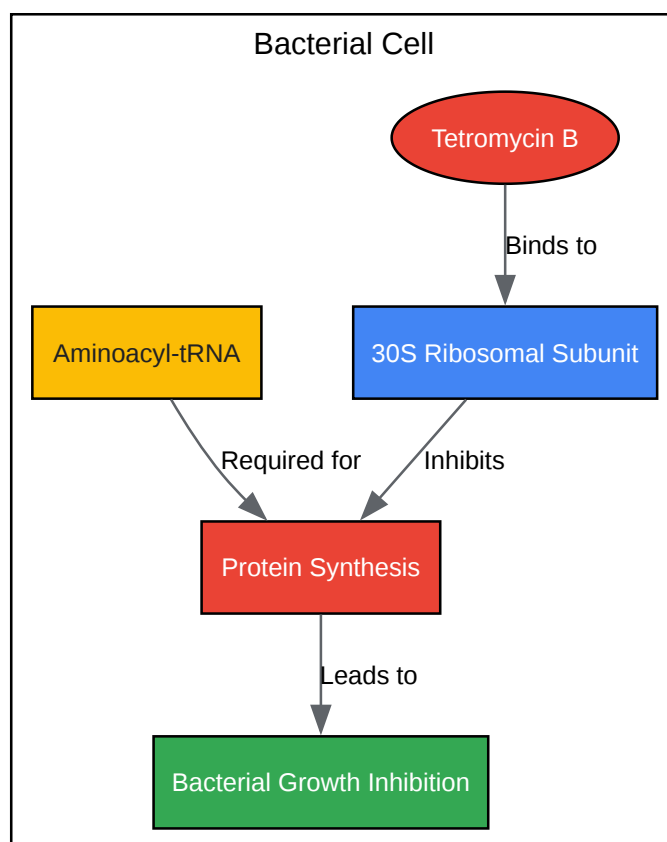 Bacterial Cell
Tetromycin B
Binds to
Aminoacyl-tRNA
30S Ribosomal Subunit
Required for
Inhibits
Protein Synthesis
Leads to
Bacterial Growth Inhibition